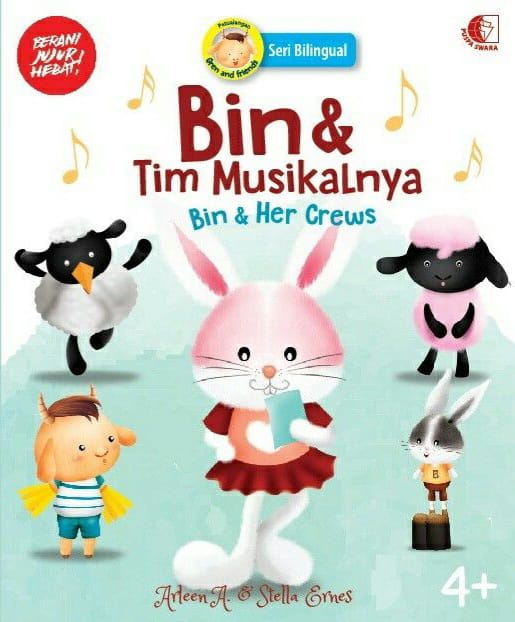 BERANI
JUJUR
HEBAT!
Petualangan
Gren and friends
Seri Bilingual
PUSPA SWARA
Bin &
Tim Musikalnya
Bin & Her Crews
B
Arleen A. & Stella Ernes
4+